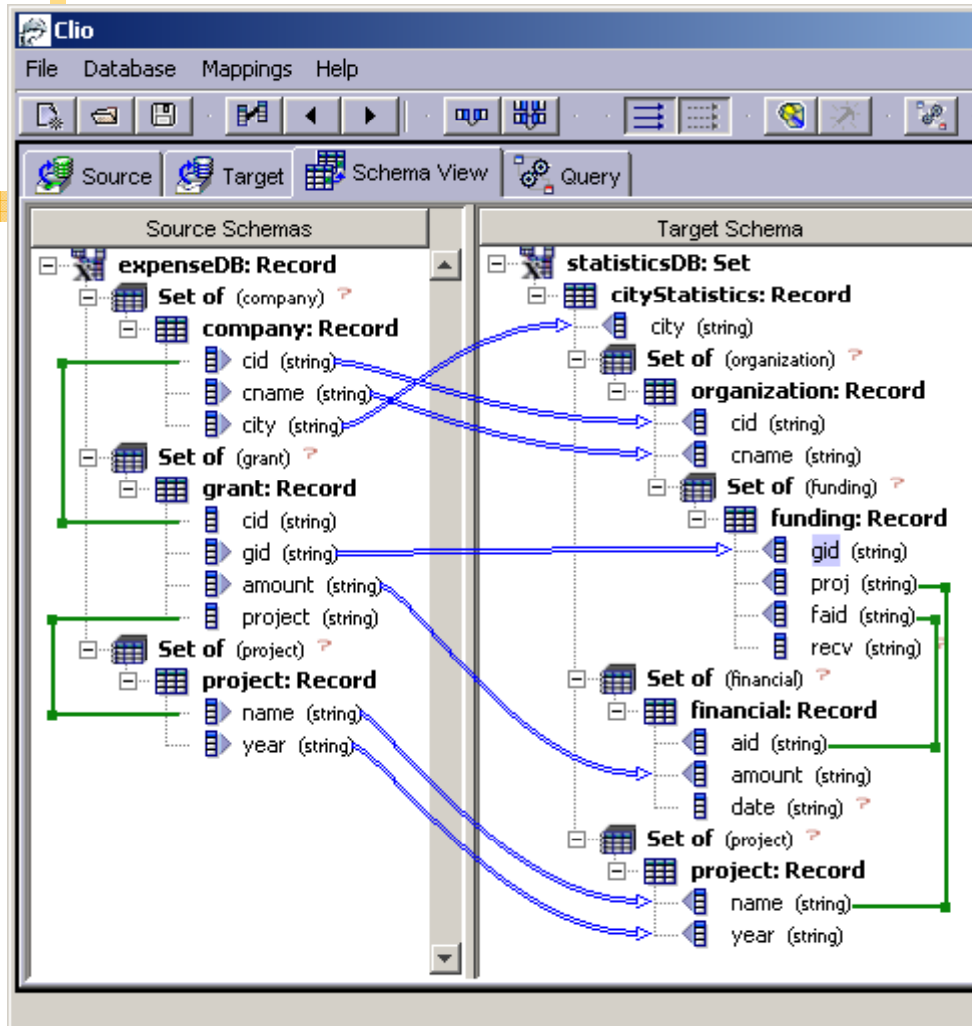 Clio
File Database Mappings Help
Source Target Schema View Query
Source Schemas
expenseDB: Record
Set of (company) ?
company: Record
cid (string)
cname (string)
city (string)
Set of (grant) ?
grant: Record
cid (string)
gid (string)
amount (string)
project (string)
Set of (project) ?
project: Record
name (string)
year (string)
Target Schema
statisticsDB: Set
cityStatistics: Record
city (string)
Set of (organization) ?
organization: Record
cid (string)
cname (string)
Set of (funding) ?
funding: Record
gid (string)
proj (string)
faid (string)
recv (string) ?
Set of (financial) ?
financial: Record
aid (string)
amount (string)
date (string) ?
Set of (project) ?
project: Record
name (string)
year (string)